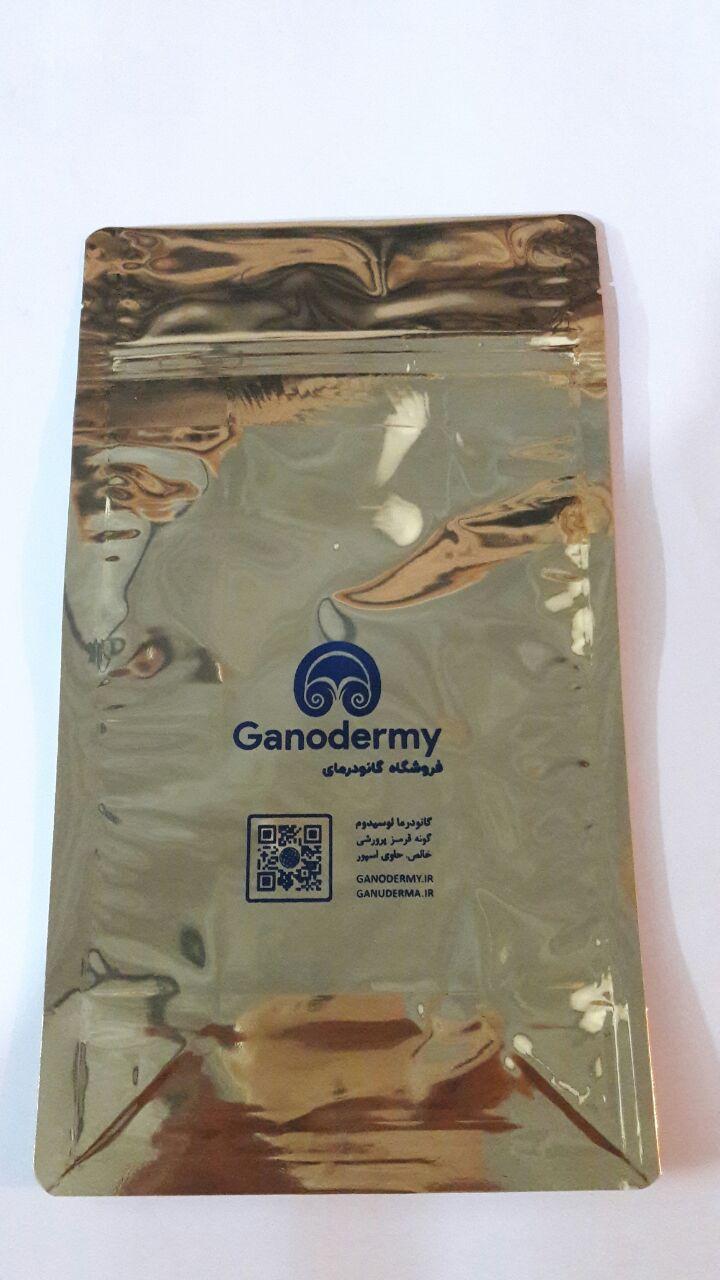 Ganodermy
فروشگاه گانودرمای
گانودرما لوسیدوم
گونه قرمز پرورشی
خالص، حاوی اسپور
GANODERMY.IR
GANUDERMA.IR